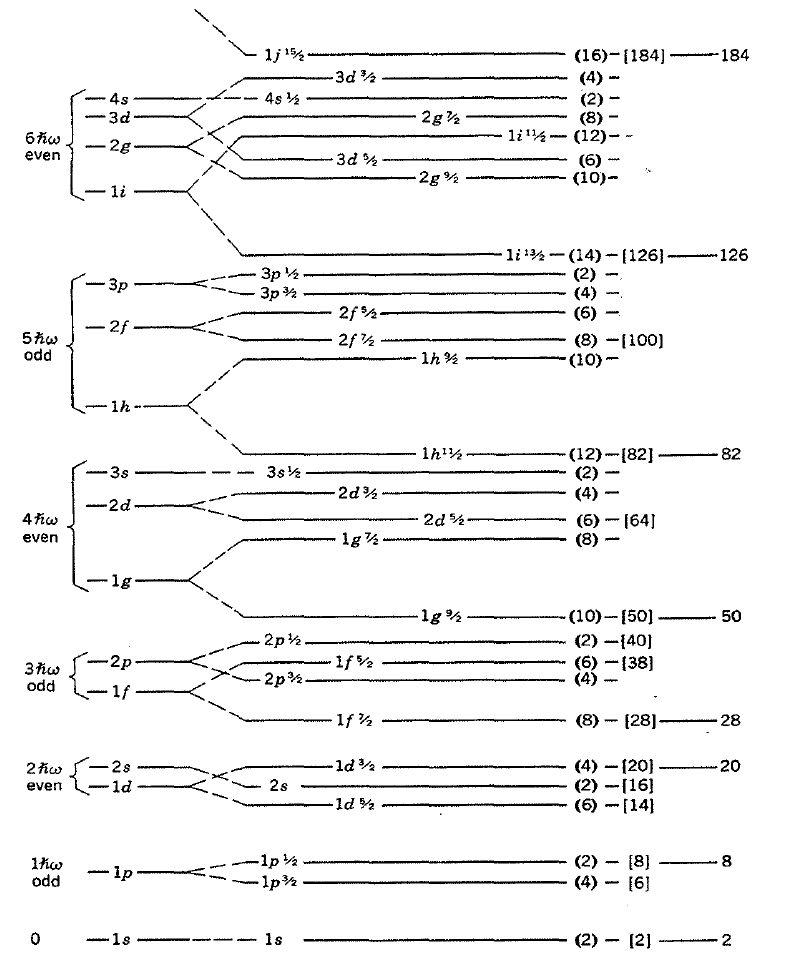 1j 15/2 (16) [184] 184
3d 3/2 (4)
4s 4s 1/2 (2)
3d 2g 7/2 (8)
6ħω even 2g 1i 11/2 (12)
3d 5/2 (6)
2g 9/2 (10)
1i
1i 13/2 (14) [126] 126
3p 3p 1/2 (2)
3p 3/2 (4)
2f 2f 5/2 (6)
5ħω odd 2f 7/2 (8) [100]
1h 9/2 (10)
1h
1h 11/2 (12) [82] 82
3s 3s 1/2 (2)
2d 2d 3/2 (4)
4ħω even 2d 5/2 (6) [64]
1g 7/2 (8)
1g
1g 9/2 (10) [50] 50
2p 1/2 (2) [40]
3ħω odd 2p 1f 5/2 (6) [38]
1f 2p 3/2 (4)
1f 7/2 (8) [28] 28
2ħω even 2s 1d 3/2 (4) [20] 20
1d 2s (2) [16]
1d 5/2 (6) [14]
1ħω odd 1p 1p 1/2 (2) [8] 8
1p 3/2 (4) [6]
0 1s 1s (2) [2] 2